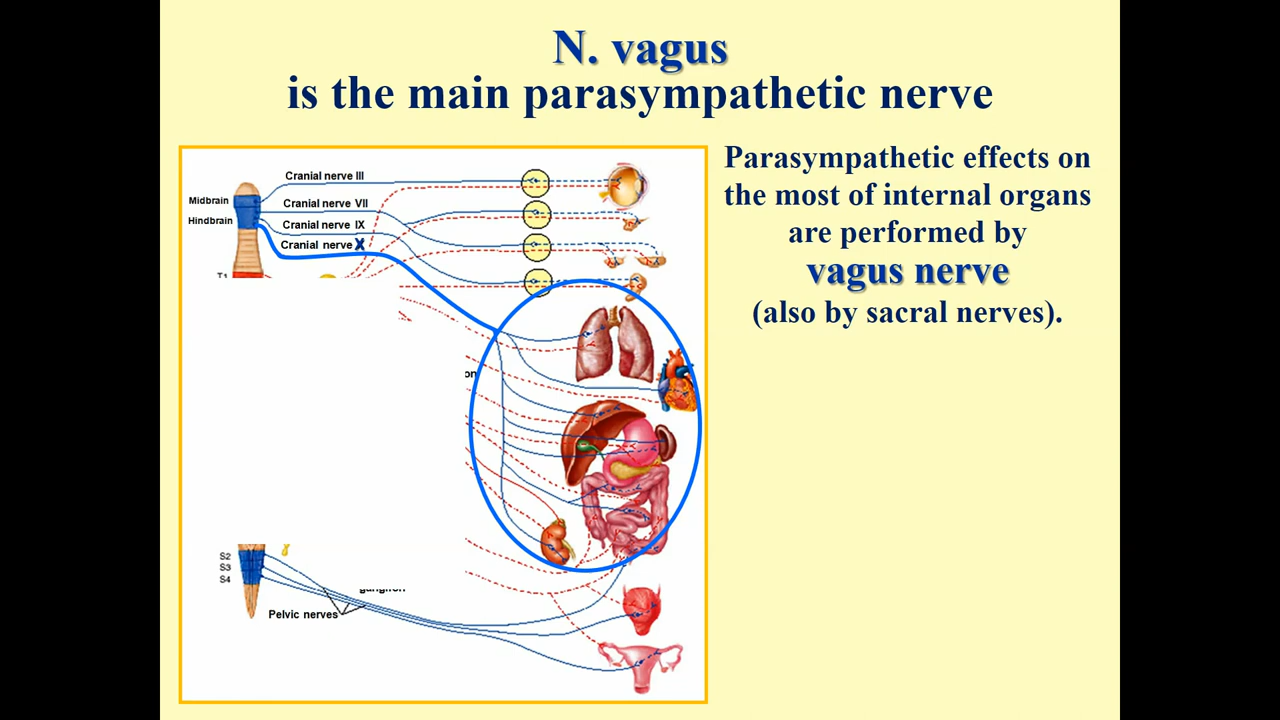 N. vagus
is the main parasympathetic nerve
Parasympathetic effects on
the most of internal organs
are performed by
vagus nerve
(also by sacral nerves).
Cranial nerve III
Midbrain
Cranial nerve VII
Hindbrain
Cranial nerve IX
Cranial nerve X
T1
on
S2
S3
S4
ganglion
Pelvic nerves